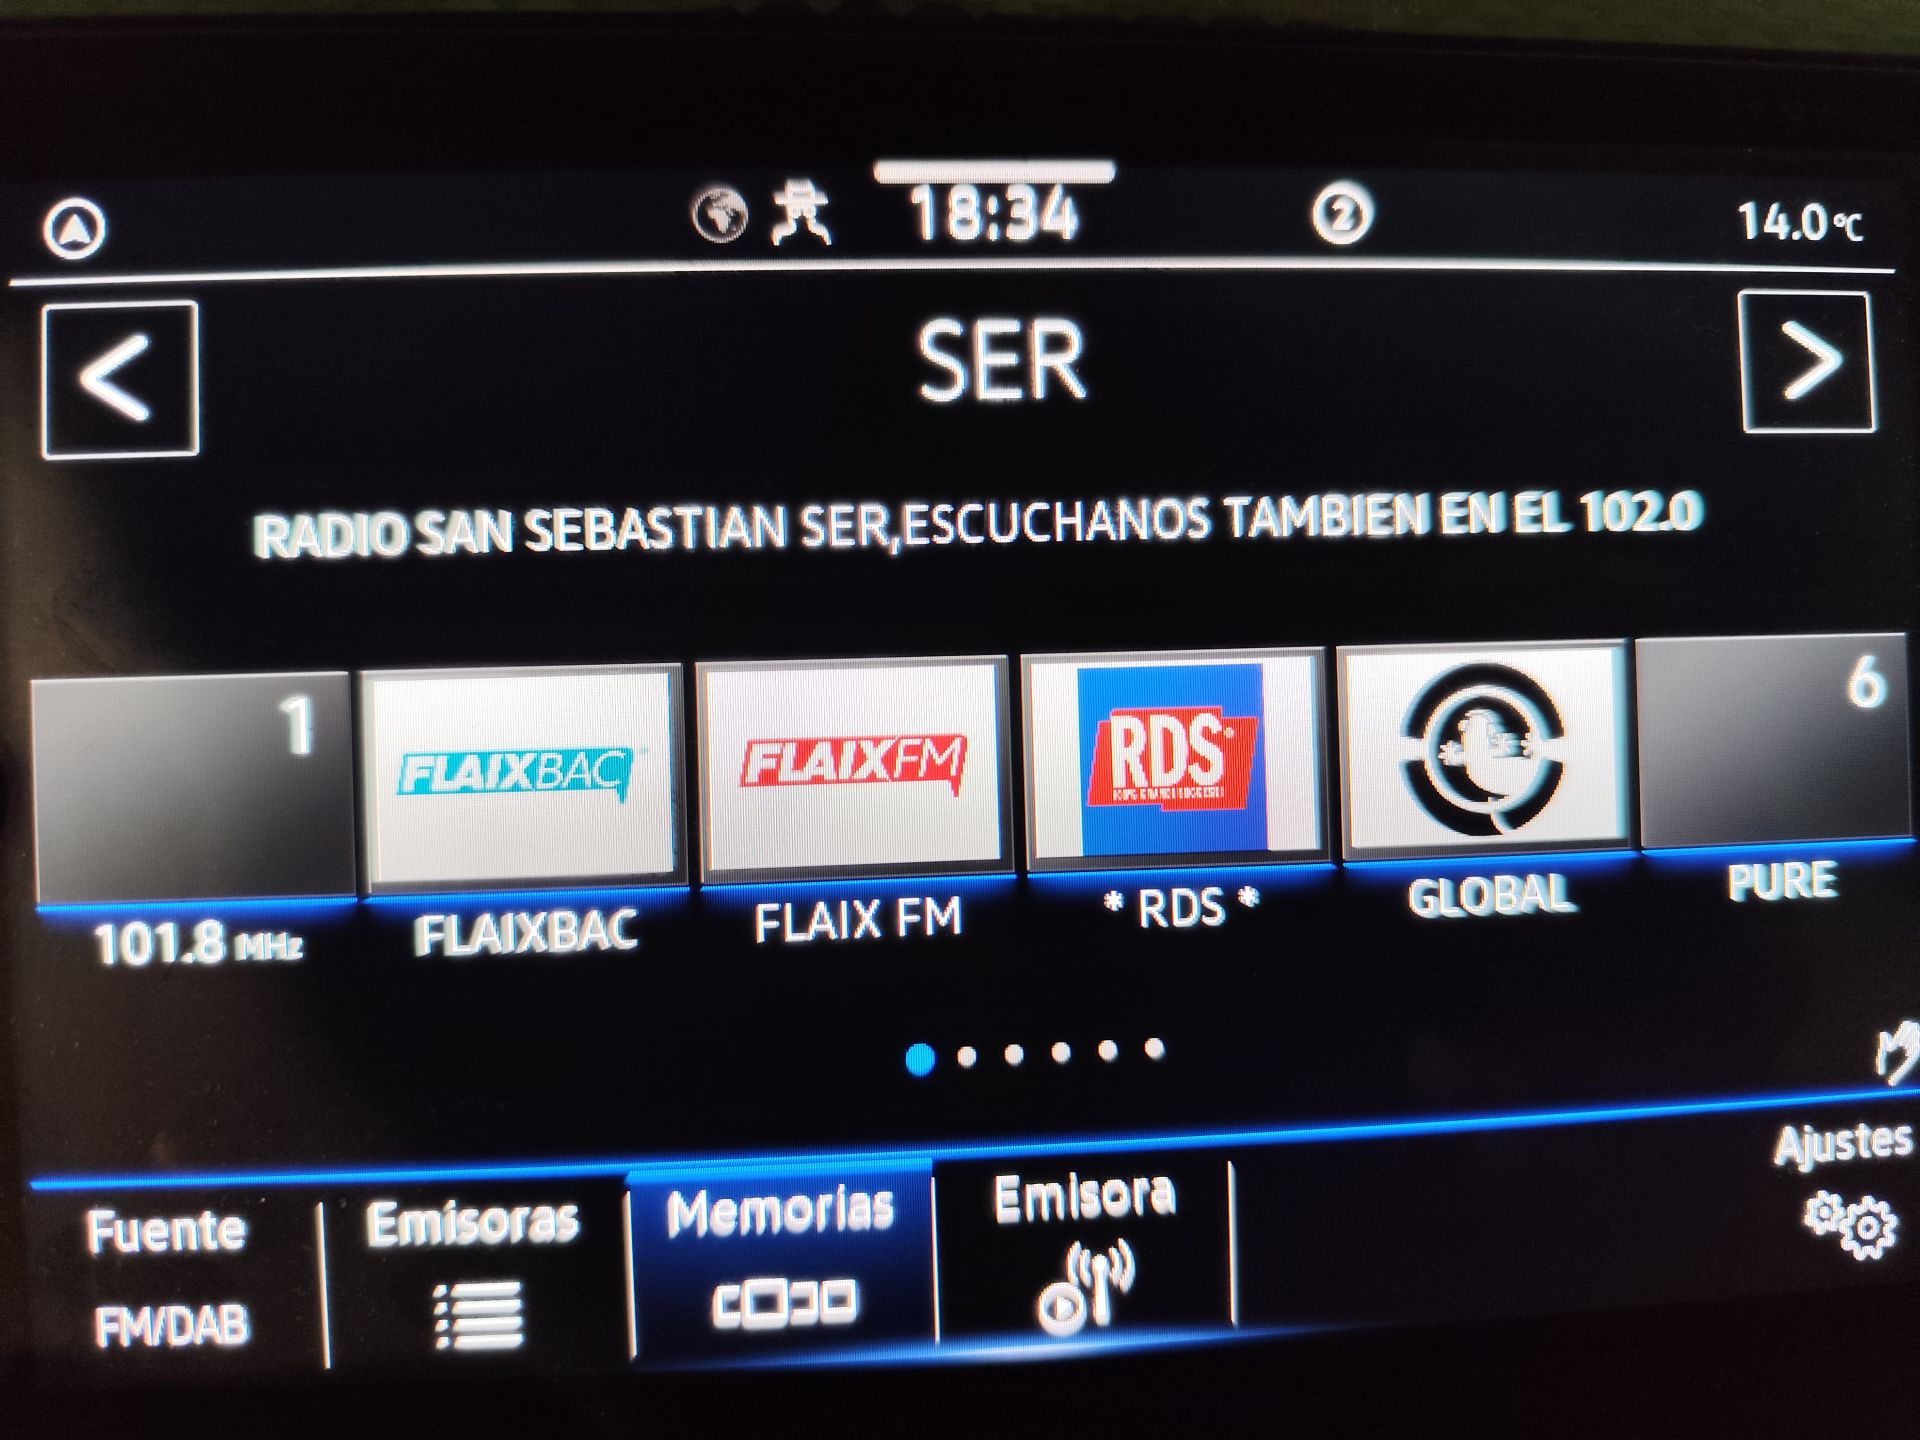 18:34
2
14.0 °C
SER
RADIO SAN SEBASTIAN SER,ESCUCHANOS TAMBIEN EN EL 102.0
1
FLAIXBAC
FLAIXFM
RDS
6
101.8 MHz
FLAIXBAC
FLAIX FM
* RDS *
GLOBAL
PURE
Fuente
FM/DAB
Emisoras
Memorias
Emisora
Ajustes